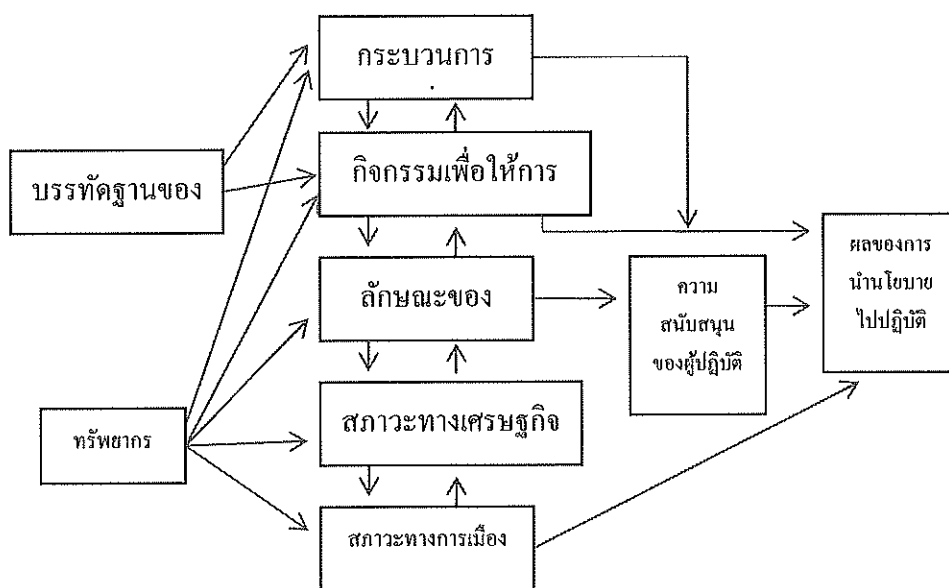 กระบวนการ
กิจกรรมเพื่อให้การ
บรรทัดฐานของ
ลักษณะของ
ความ
สนับสนุน
ของผู้ปฏิบัติ
ผลของการ
นำนโยบาย
ไปปฏิบัติ
สภาวะทางเศรษฐกิจ
ทรัพยากร
สภาวะทางการเมือง